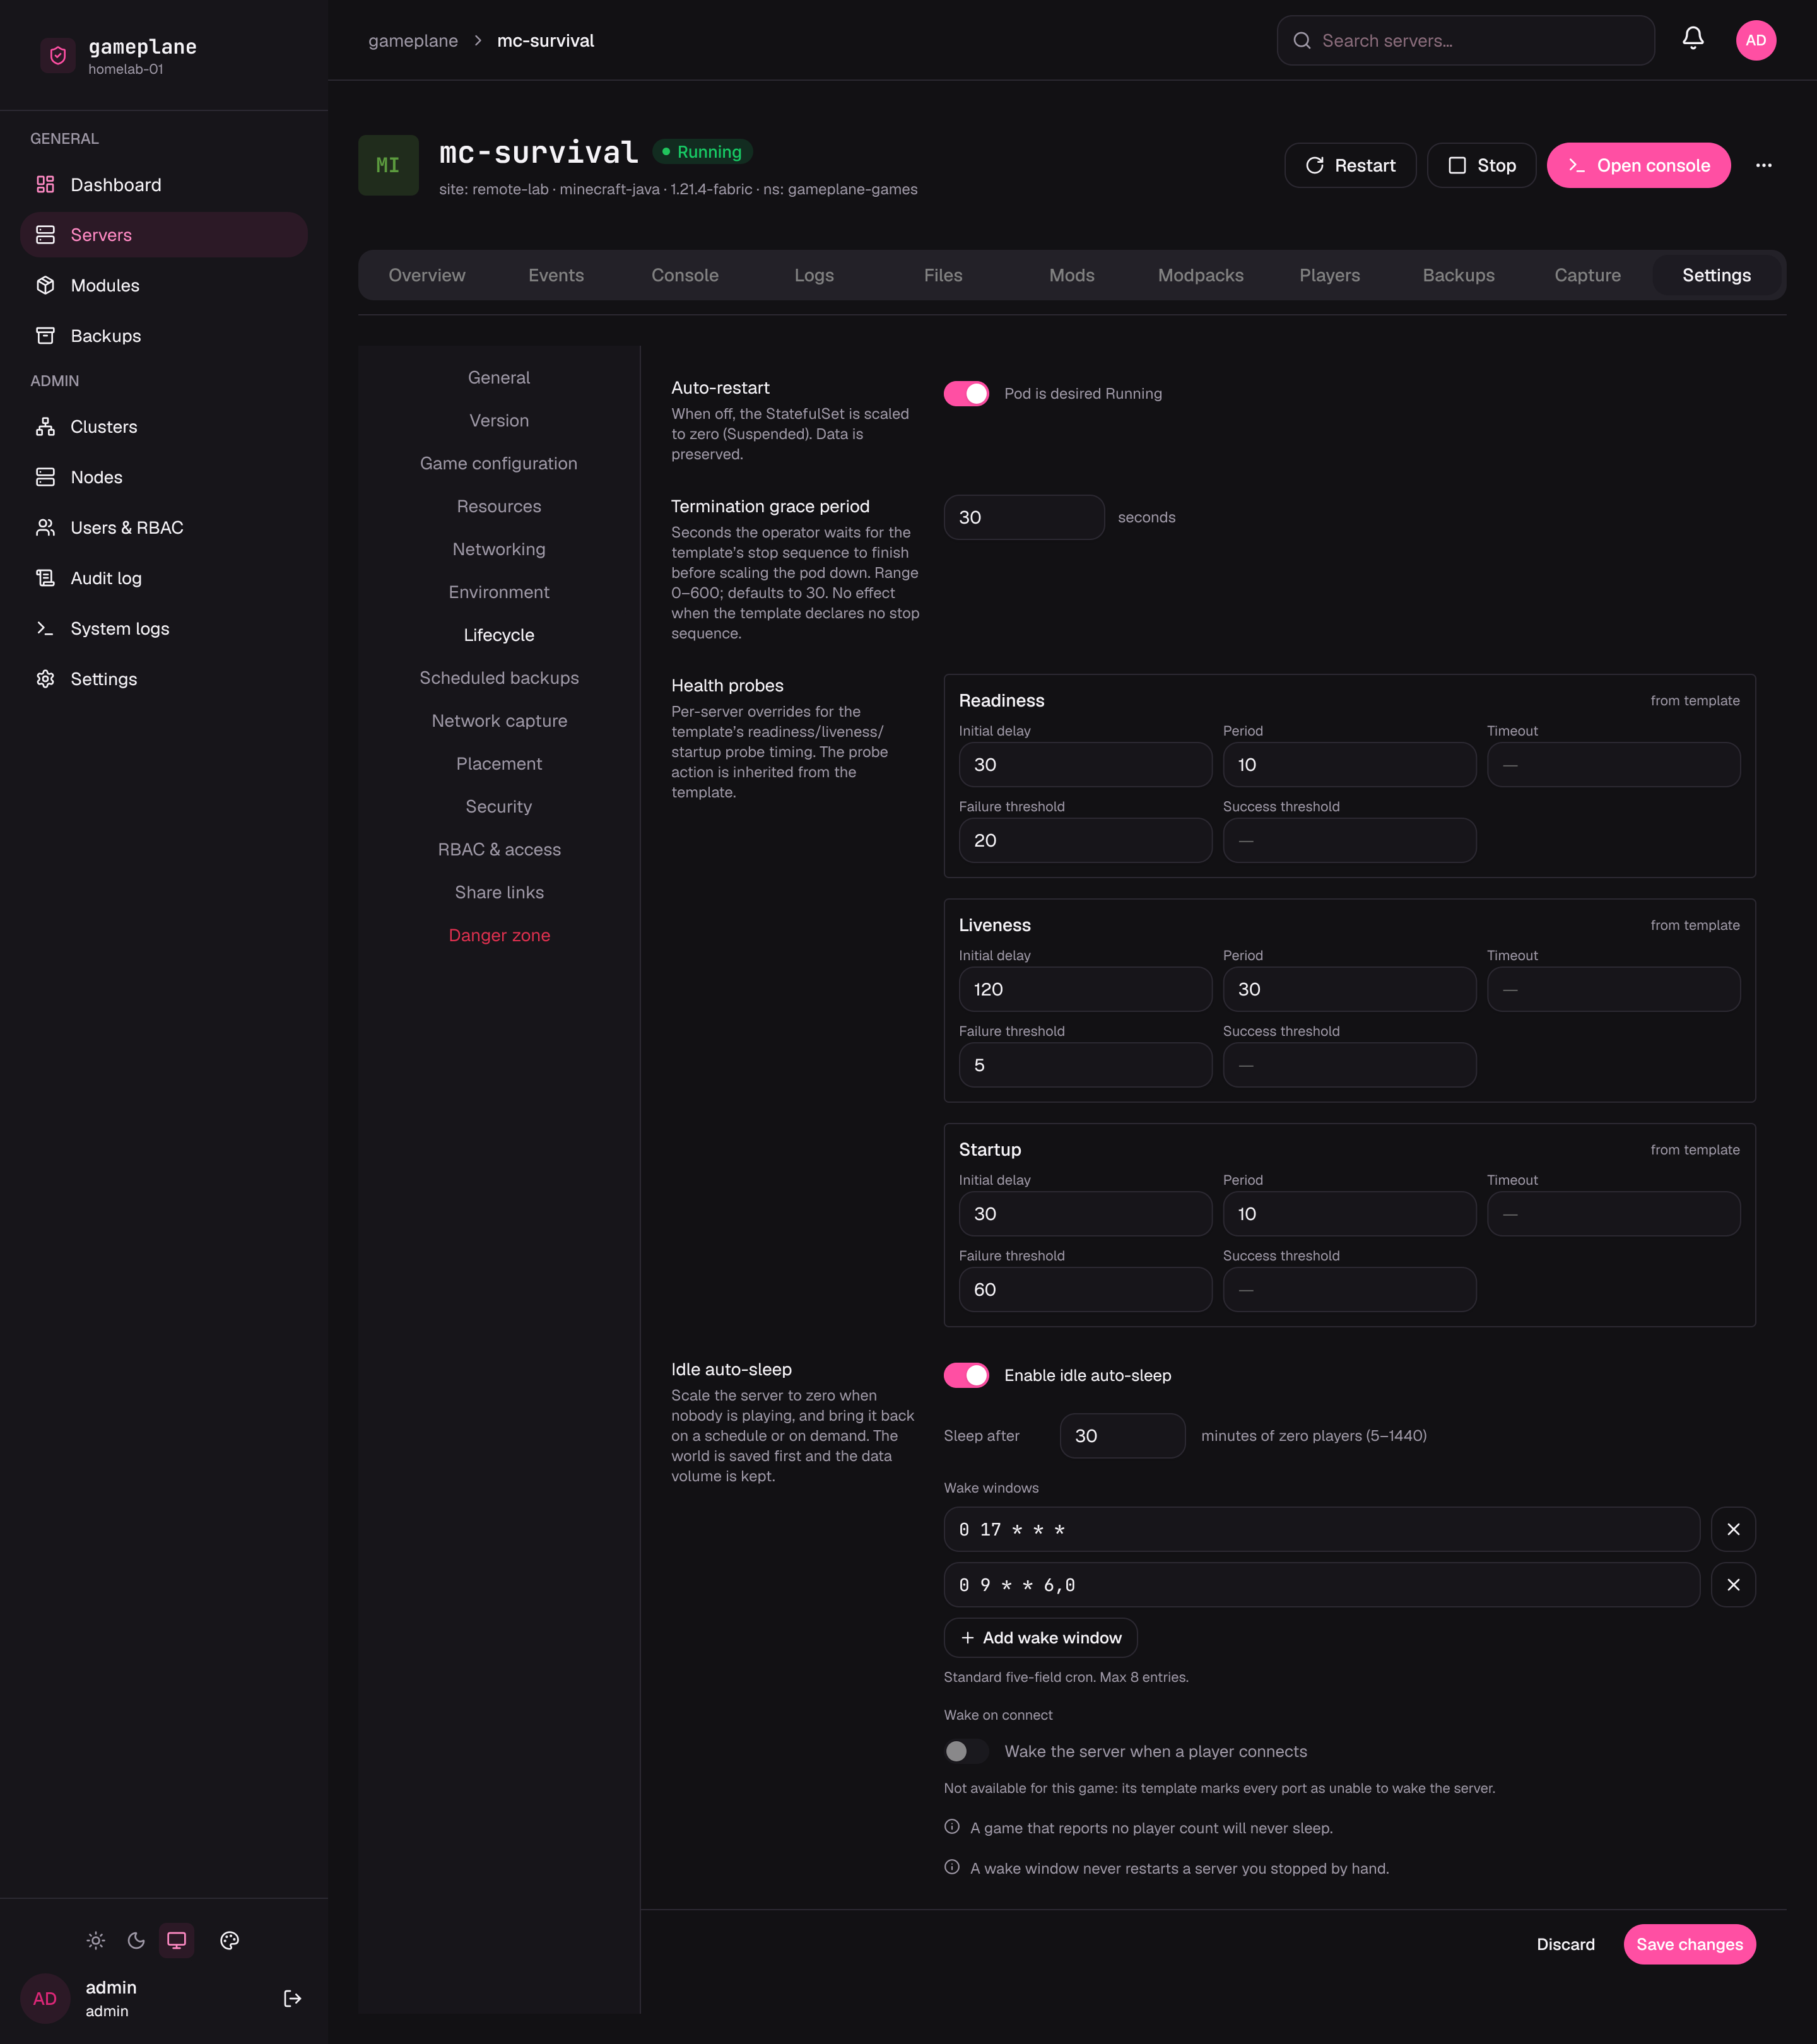 gameplane
homelab-01
GENERAL
Dashboard
Servers
Modules
Backups
ADMIN
Clusters
Nodes
Users & RBAC
Audit log
System logs
Settings
AD
admin
admin
gameplane > mc-survival
Search servers...
AD
MI
mc-survival
Running
site: remote-lab · minecraft-java · 1.21.4-fabric · ns: gameplane-games
Restart
Stop
Open console
Overview
Events
Console
Logs
Files
Mods
Modpacks
Players
Backups
Capture
Settings
General
Version
Game configuration
Resources
Networking
Environment
Lifecycle
Scheduled backups
Network capture
Placement
Security
RBAC & access
Share links
Danger zone
Auto-restart
When off, the StatefulSet is scaled
to zero (Suspended). Data is
preserved.
Pod is desired Running
Termination grace period
Seconds the operator waits for the
template's stop sequence to finish
before scaling the pod down. Range
0–600; defaults to 30. No effect
when the template declares no stop
sequence.
30
seconds
Health probes
Per-server overrides for the
template's readiness/liveness/
startup probe timing. The probe
action is inherited from the
template.
Readiness
from template
Initial delay
Period
Timeout
30
10
—
Failure threshold
Success threshold
20
—
Liveness
from template
Initial delay
Period
Timeout
120
30
—
Failure threshold
Success threshold
5
—
Startup
from template
Initial delay
Period
Timeout
30
10
—
Failure threshold
Success threshold
60
—
Idle auto-sleep
Scale the server to zero when
nobody is playing, and bring it back
on a schedule or on demand. The
world is saved first and the data
volume is kept.
Enable idle auto-sleep
Sleep after
30
minutes of zero players (5–1440)
Wake windows
0 17 * * *
0 9 * * 6,0
Add wake window
Standard five-field cron. Max 8 entries.
Wake on connect
Wake the server when a player connects
Not available for this game: its template marks every port as unable to wake the server.
A game that reports no player count will never sleep.
A wake window never restarts a server you stopped by hand.
Discard
Save changes